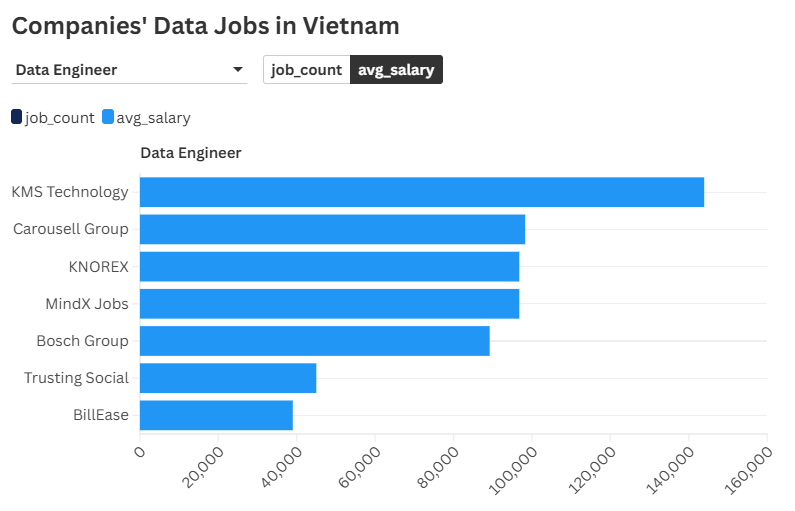 Companies' Data Jobs in Vietnam
Data Engineer
job_count avg_salary
job_count avg_salary
Data Engineer
KMS Technology
Carousell Group
KNOREX
MindX Jobs
Bosch Group
Trusting Social
BillEase
0 20,000 40,000 60,000 80,000 100,000 120,000 140,000 160,000